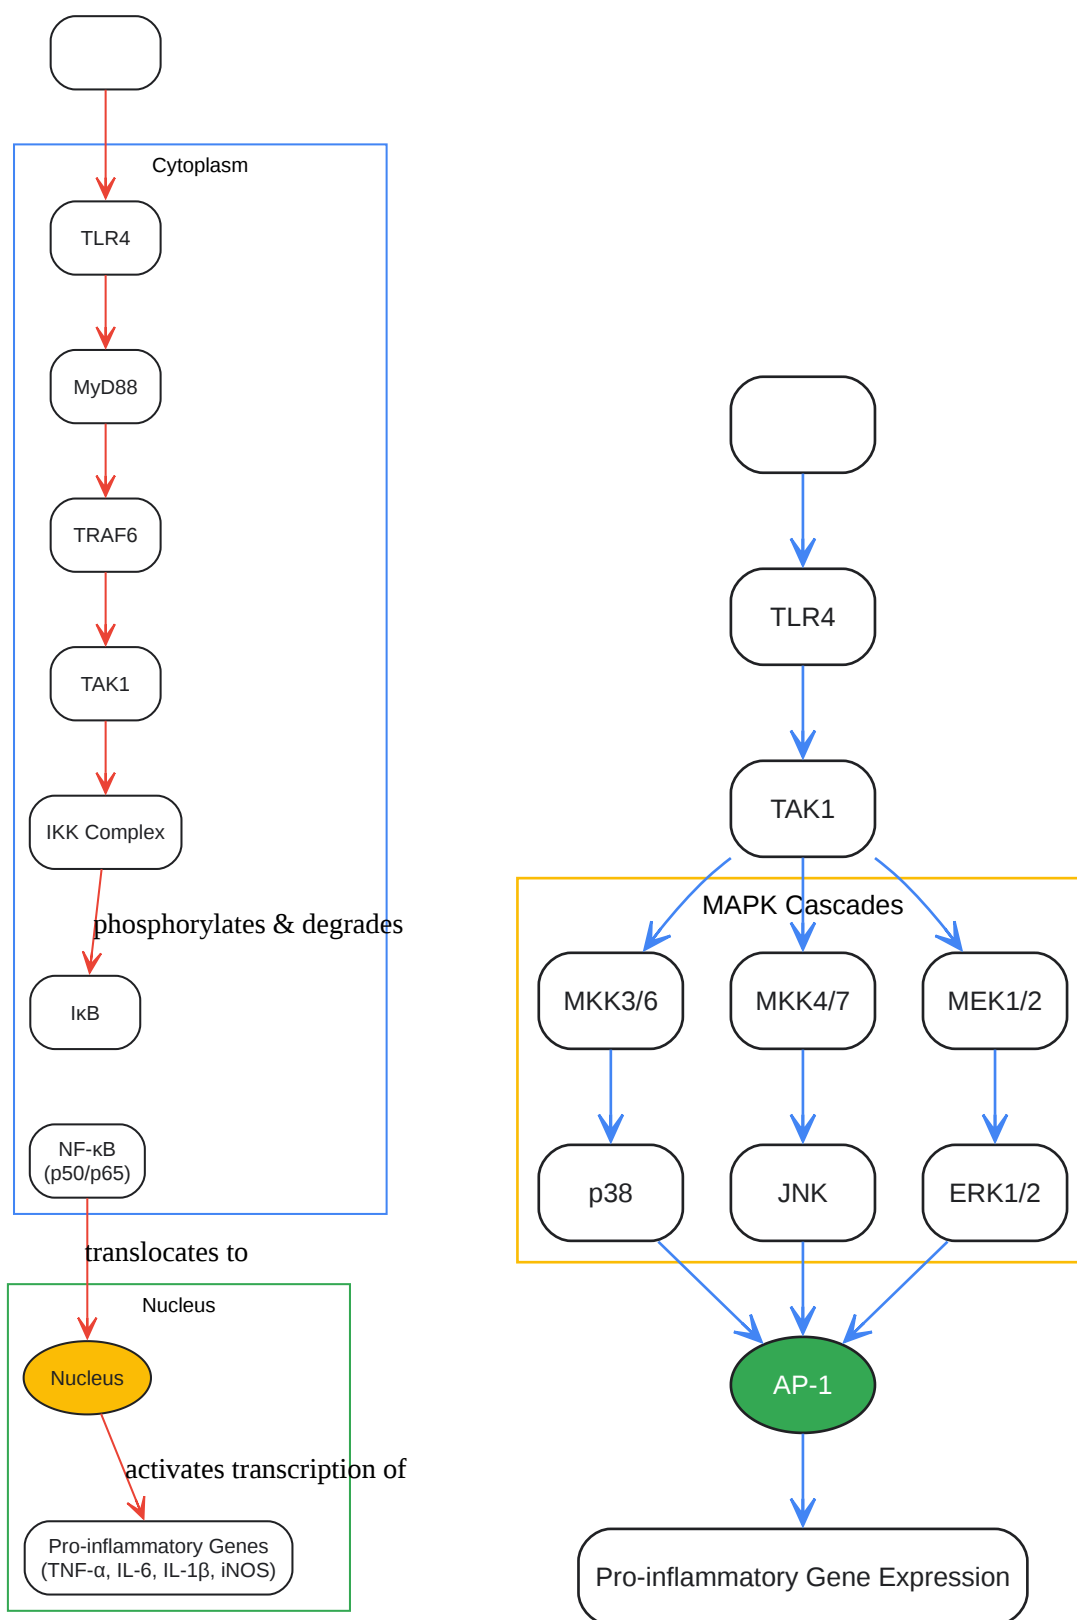 Cytoplasm
TLR4
MyD88
TRAF6
TAK1
IKK Complex
phosphorylates & degrades
IκB
NF-κB
(p50/p65)
translocates to
Nucleus
Nucleus
activates transcription of
Pro-inflammatory Genes
(TNF-α, IL-6, IL-1β, iNOS)
TLR4
TAK1
MAPK Cascades
MKK3/6
MKK4/7
MEK1/2
p38
JNK
ERK1/2
AP-1
Pro-inflammatory Gene Expression